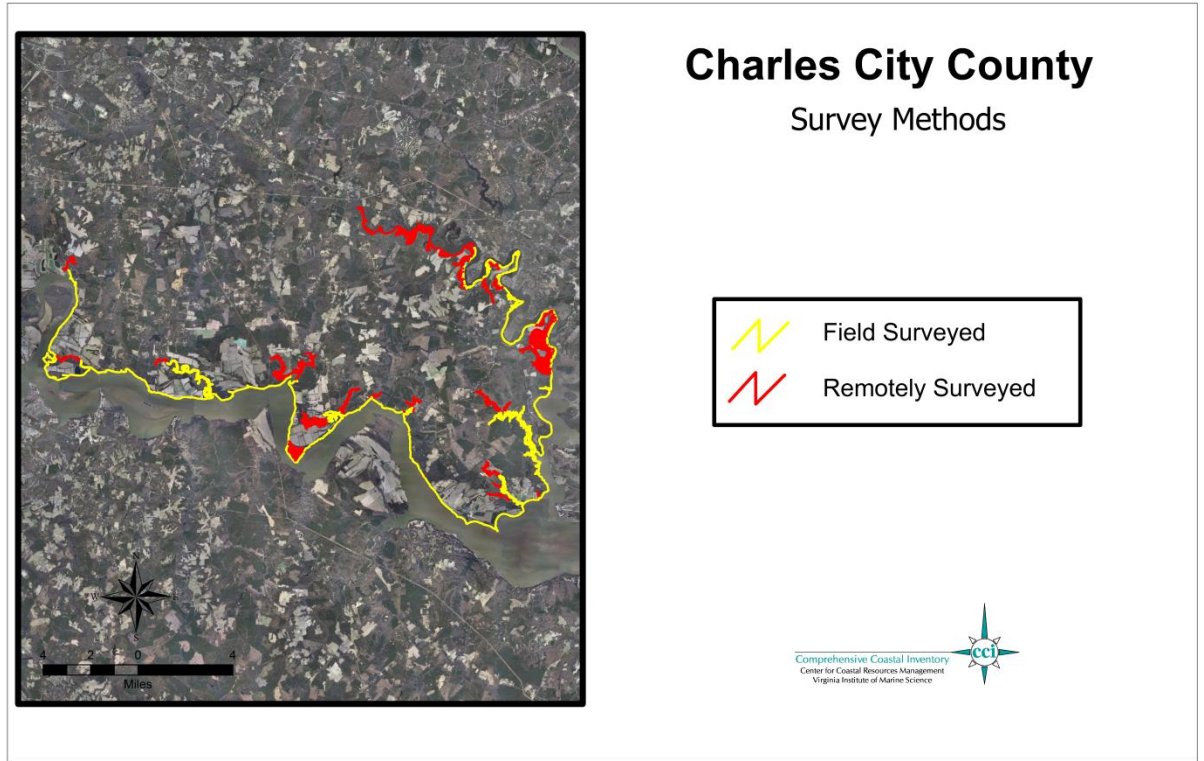 Charles City County
Survey Methods
Field Surveyed
Remotely Surveyed
N
W
E
S
4 2 0 4
Miles
Comprehensive Coastal Inventory
Center for Coastal Resources Management
Virginia Institute of Marine Science
cci